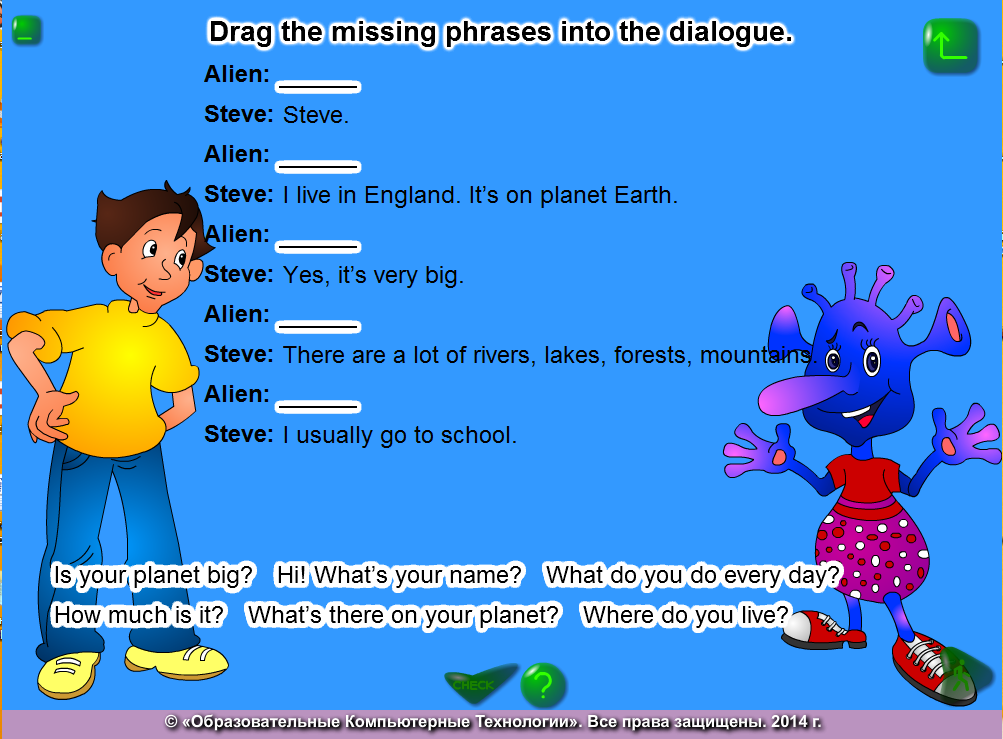 Drag the missing phrases into the dialogue.
Alien:
Steve: Steve.
Alien:
Steve: I live in England. It’s on planet Earth.
Alien:
Steve: Yes, it’s very big.
Alien:
Steve: There are a lot of rivers, lakes, forests, mountains.
Alien:
Steve: I usually go to school.
Is your planet big? Hi! What’s your name? What do you do every day?
How much is it? What’s there on your planet? Where do you live?
CHECK ?
© «Образовательные Компьютерные Технологии». Все права защищены. 2014 г.